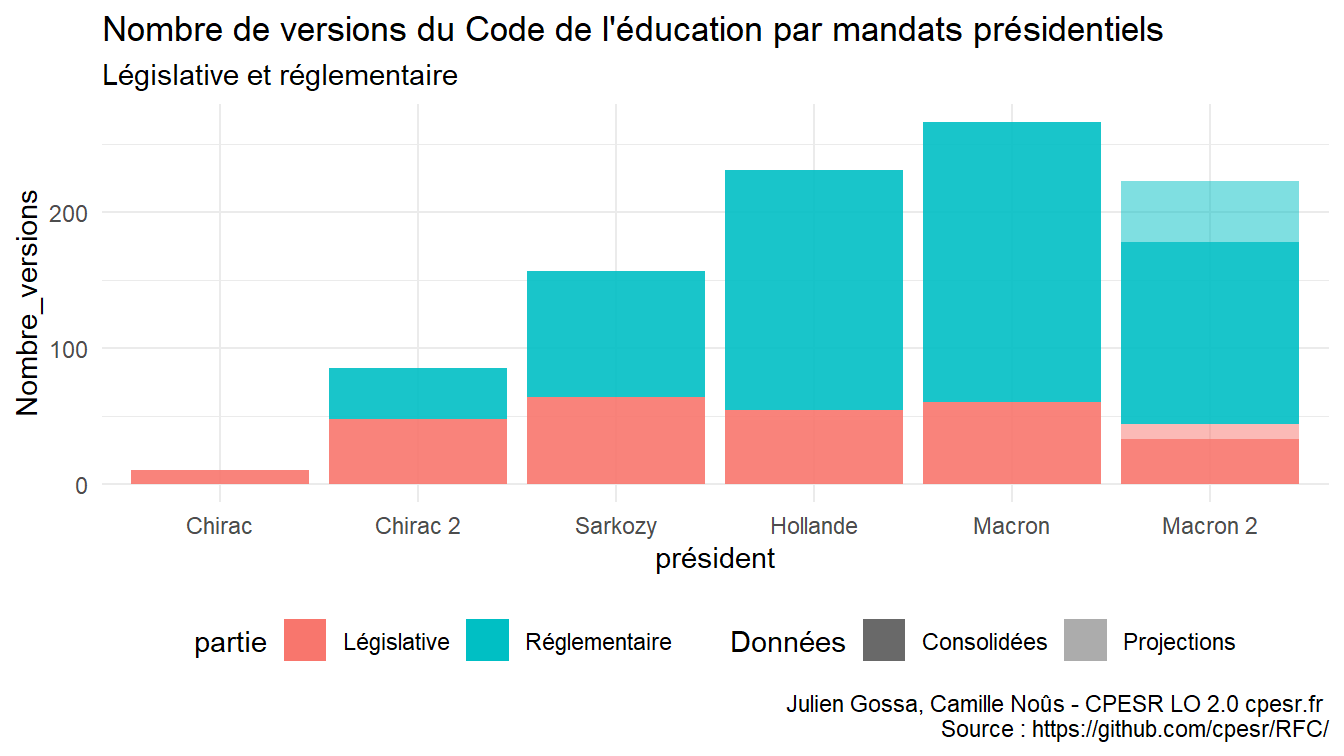 Nombre de versions du Code de l'éducation par mandats présidentiels
Législative et réglementaire
Nombre_versions
200
100
0
Chirac
Chirac 2
Sarkozy
Hollande
Macron
Macron 2
président
partie
Législative
Réglementaire
Données
Consolidées
Projections
Julien Gossa, Camille Noûs - CPESR LO 2.0 cpesr.fr
Source : https://github.com/cpesr/RFC/